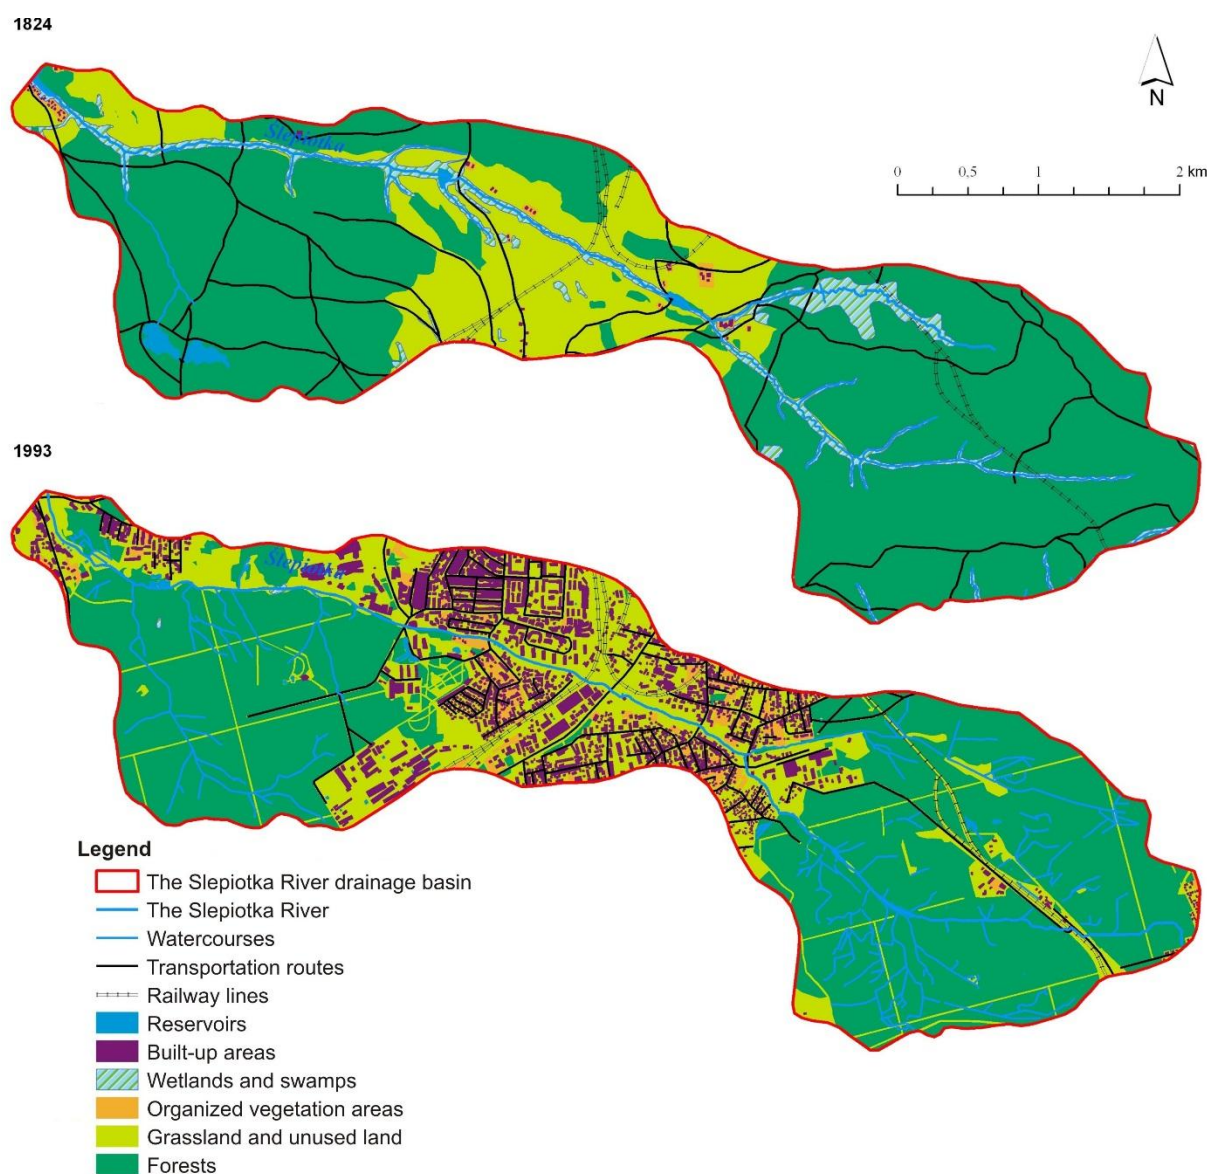 1824
Slepiotka
N
0 0,5 1 2 km
1993
Slepiotka
Legend
The Slepiotka River drainage basin
The Slepiotka River
Watercourses
Transportation routes
Railway lines
Reservoirs
Built-up areas
Wetlands and swamps
Organized vegetation areas
Grassland and unused land
Forests